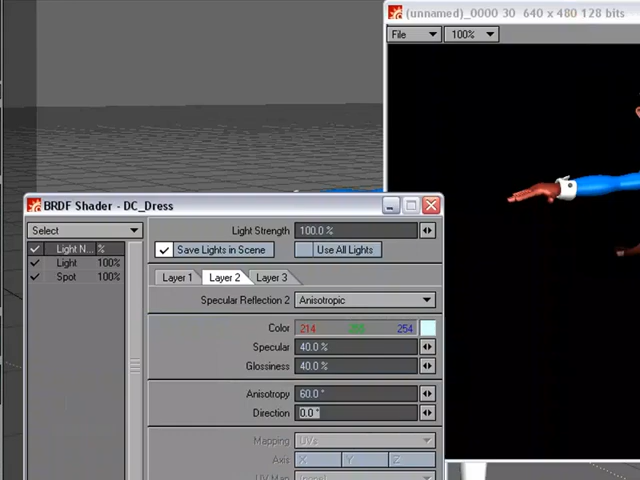 (unnamed)_0000 30 640 x 480 128 bits
File 100%
BRDF Shader - DC_Dress
Select
Light N... %
Light 100%
Spot 100%
Light Strength 100.0 %
Save Lights in Scene Use All Lights
Layer 1 Layer 2 Layer 3
Specular Reflection 2 Anisotropic
Color 214 254
Specular 40.0 %
Glossiness 40.0 %
Anisotropy 60.0 °
Direction 0.0 °
Mapping UVs
Axis X Y Z
UV Map (none)